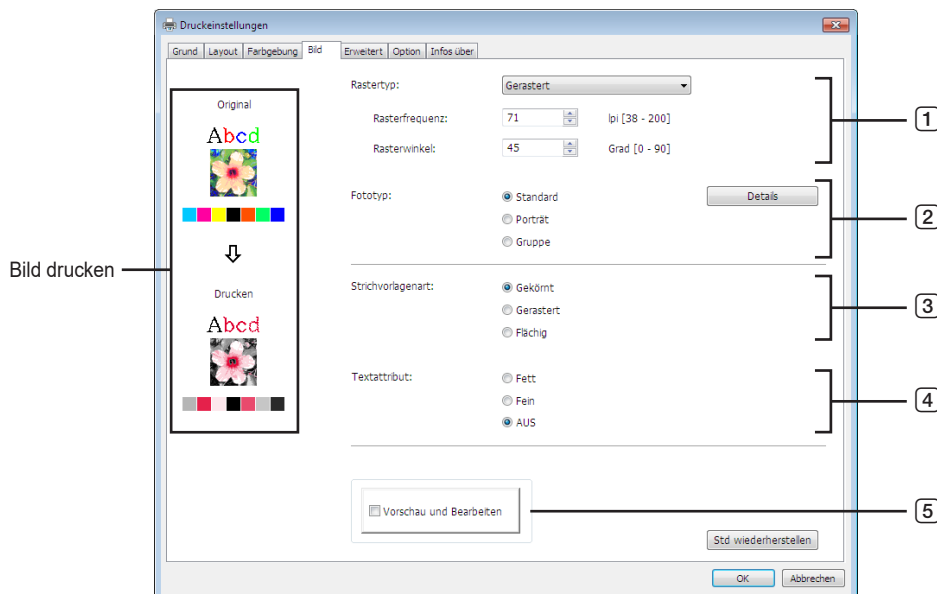 Druckeinstellungen
Grund Layout Farbgebung Bild Erweitert Option Infos über
Original
Abcd
Drucken
Abcd
Bild drucken
Rastertyp: Gerastert
Rasterfrequenz: 71 lpi [38 - 200]
Rasterwinkel: 45 Grad [0 - 90]
1
Fototyp: Standard Details
Porträt
Gruppe
2
Strichvorlagenart: Gekörnt
Gerastert
Flächig
3
Textattribut: Fett
Fein
AUS
4
Vorschau und Bearbeiten
5
Std wiederherstellen
OK Abbrechen